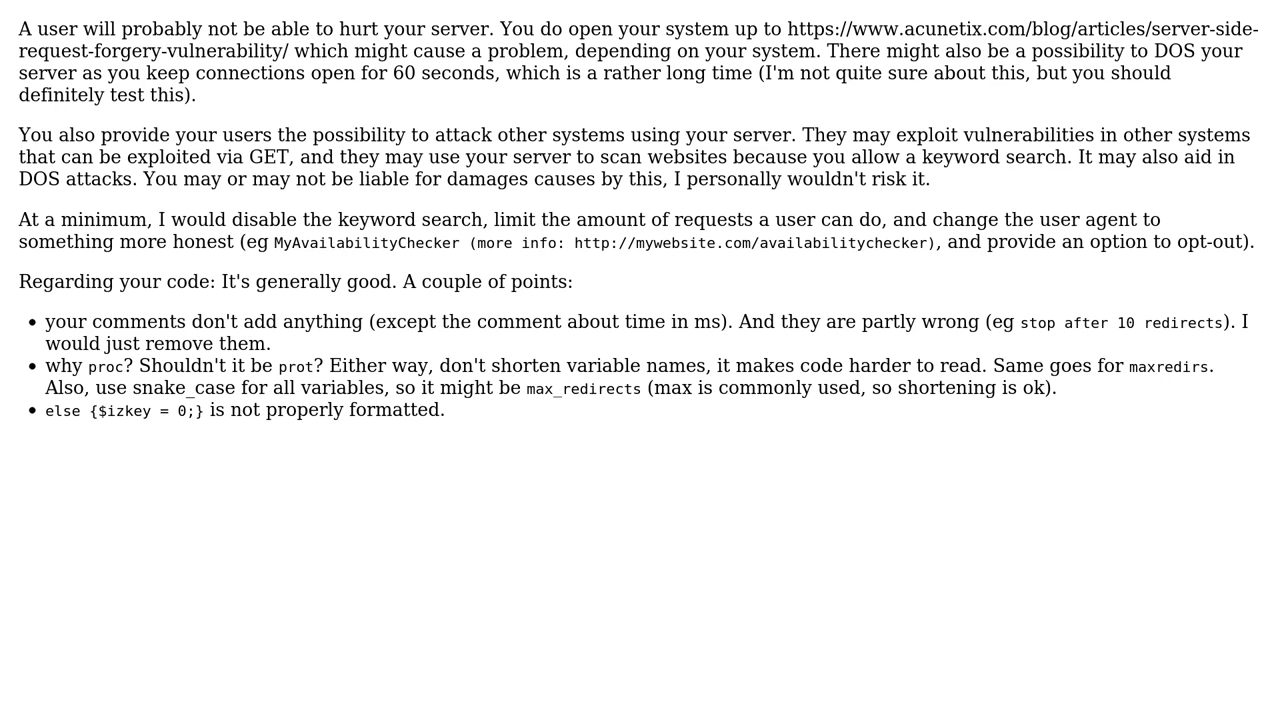 A user will probably not be able to hurt your server. You do open your system up to https://www.acunetix.com/blog/articles/server-side-
request-forgery-vulnerability/ which might cause a problem, depending on your system. There might also be a possibility to DOS your
server as you keep connections open for 60 seconds, which is a rather long time (I'm not quite sure about this, but you should
definitely test this).
You also provide your users the possibility to attack other systems using your server. They may exploit vulnerabilities in other systems
that can be exploited via GET, and they may use your server to scan websites because you allow a keyword search. It may also aid in
DOS attacks. You may or may not be liable for damages causes by this, I personally wouldn't risk it.
At a minimum, I would disable the keyword search, limit the amount of requests a user can do, and change the user agent to
something more honest (eg MyAvailabilityChecker (more info: http://mywebsite.com/availabilitychecker), and provide an option to opt-out).
Regarding your code: It's generally good. A couple of points:
• your comments don't add anything (except the comment about time in ms). And they are partly wrong (eg stop after 10 redirects). I
would just remove them.
• why proc? Shouldn't it be prot? Either way, don't shorten variable names, it makes code harder to read. Same goes for maxredirs.
Also, use snake_case for all variables, so it might be max_redirects (max is commonly used, so shortening is ok).
• else {$izkey = 0;} is not properly formatted.